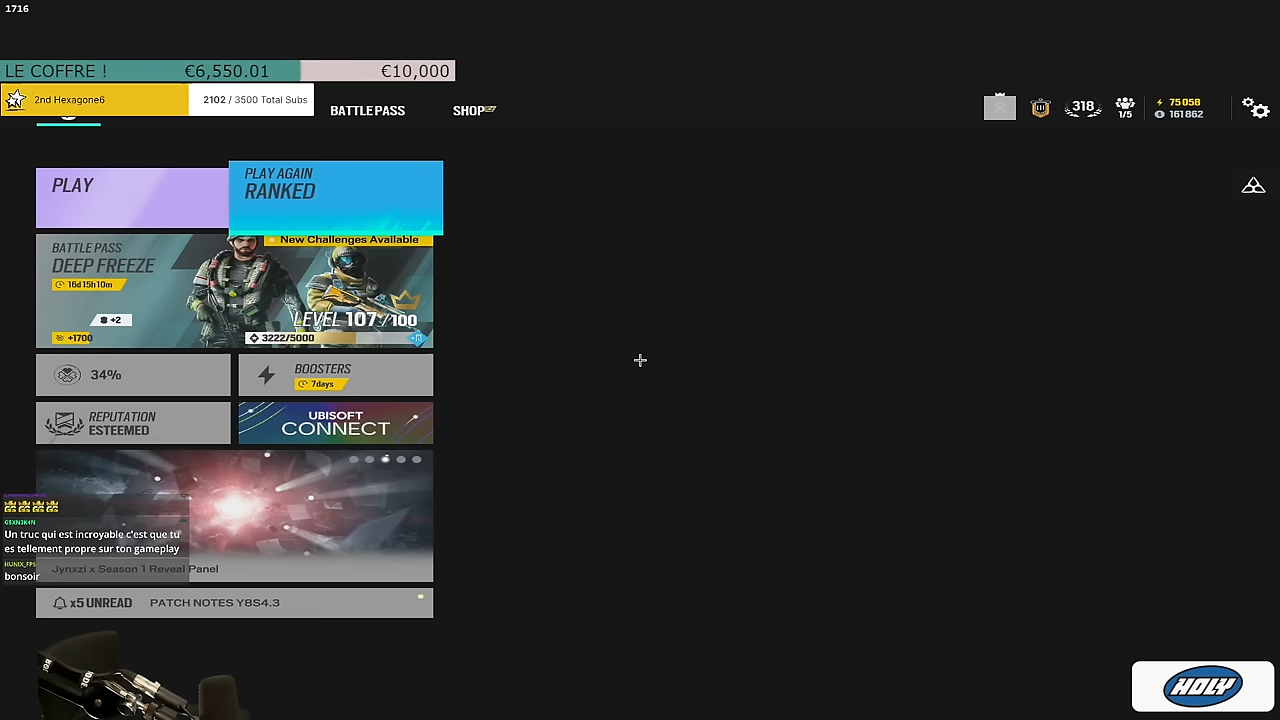 1716
LE COFFRE ! €6,550.01 €10,000
2nd Hexagone6 2102 / 3500 Total Subs
BATTLE PASS SHOP
318 1/5 75 058
161 862
PLAY
PLAY AGAIN
RANKED
New Challenges Available
BATTLE PASS
DEEP FREEZE
16d 15h 10m
+2
LEVEL 107 / 100
+1700 3222/5000
34%
BOOSTERS
7days
REPUTATION
ESTEEMED
UBISOFT
CONNECT
GSXN3K4N
Un truc qui est incroyable c'est que tu
es tellement propre sur ton gameplay
HUNIX_FPS
bonsoir
Jynxzi x Season 1 Reveal Panel
x5 UNREAD PATCH NOTES Y8S4.3
HOLY